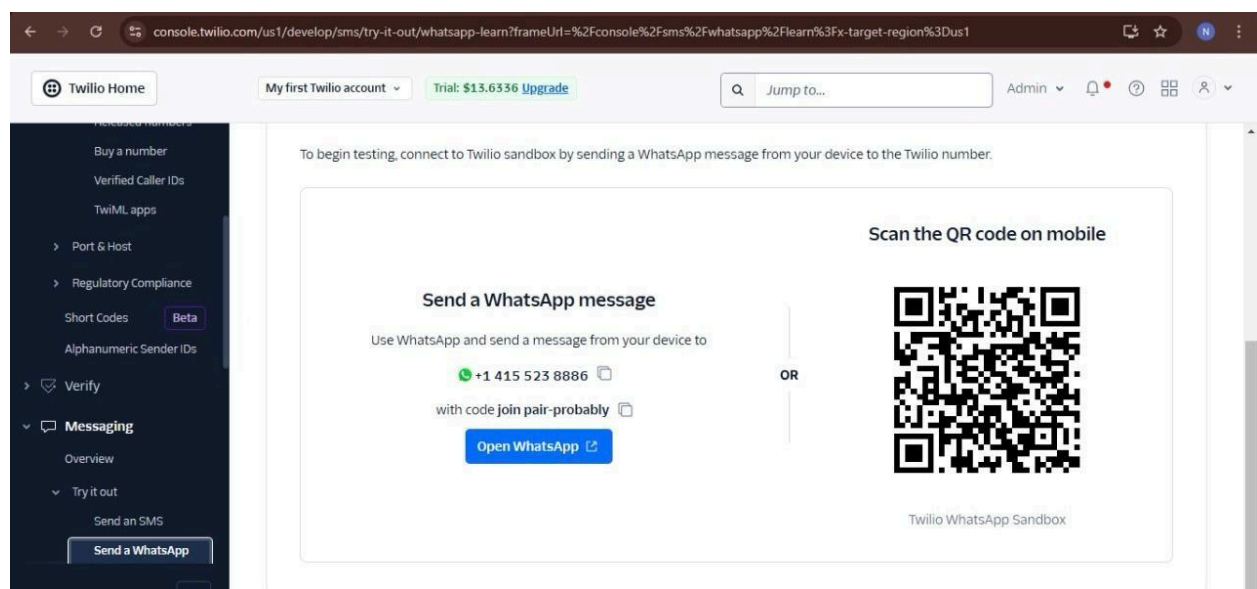 console.twilio.com/us1/develop/sms/try-it-out/whatsapp-learn?frameUrl=%2Fconsole%2Fsms%2Fwhatsapp%2Flearn%3Fx-target-region%3Dus1
N
Twilio Home
My first Twilio account
Trial: $13.6336 Upgrade
Jump to...
Admin
Released numbers
Buy a number
Verified Caller IDs
TwiML apps
Port & Host
Regulatory Compliance
Short Codes
Beta
Alphanumeric Sender IDs
Verify
Messaging
Overview
Try it out
Send an SMS
Send a WhatsApp
To begin testing, connect to Twilio sandbox by sending a WhatsApp message from your device to the Twilio number.
Send a WhatsApp message
Use WhatsApp and send a message from your device to
+1 415 523 8886
with code join pair-probably
Open WhatsApp
OR
Scan the QR code on mobile
Twilio WhatsApp Sandbox